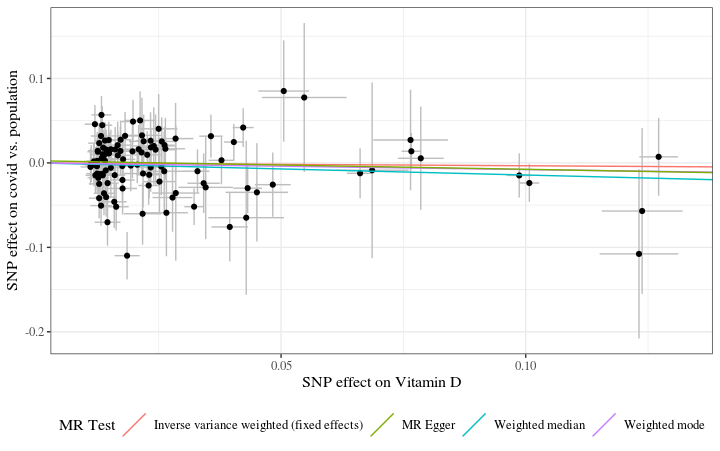 SNP effect on covid vs. population
0.1
0.0
-0.1
-0.2
0.05 0.10
SNP effect on Vitamin D
MR Test Inverse variance weighted (fixed effects) MR Egger Weighted median Weighted mode